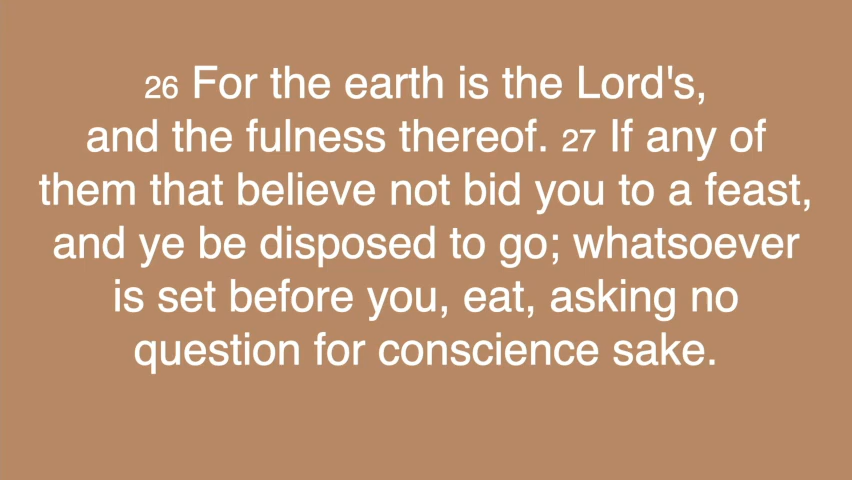 26 For the earth is the Lord's,
and the fulness thereof. 27 If any of
them that believe not bid you to a feast,
and ye be disposed to go; whatsoever
is set before you, eat, asking no
question for conscience sake.